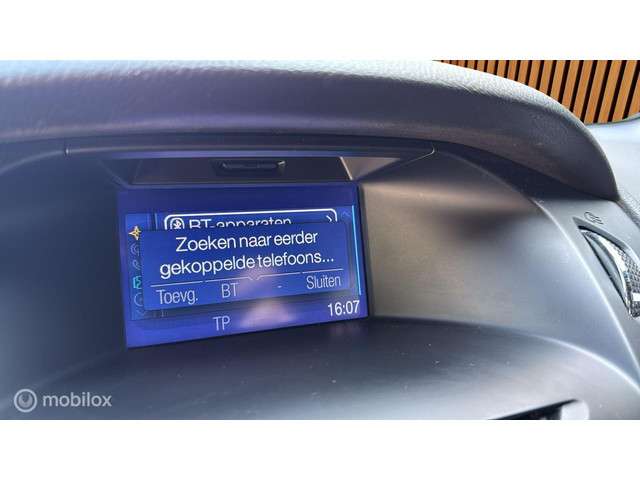 BT-apparaten
Zoeken naar eerder
gekoppelde telefoons...
Toevg. BT - Sluiten
TP 16:07
mobilox